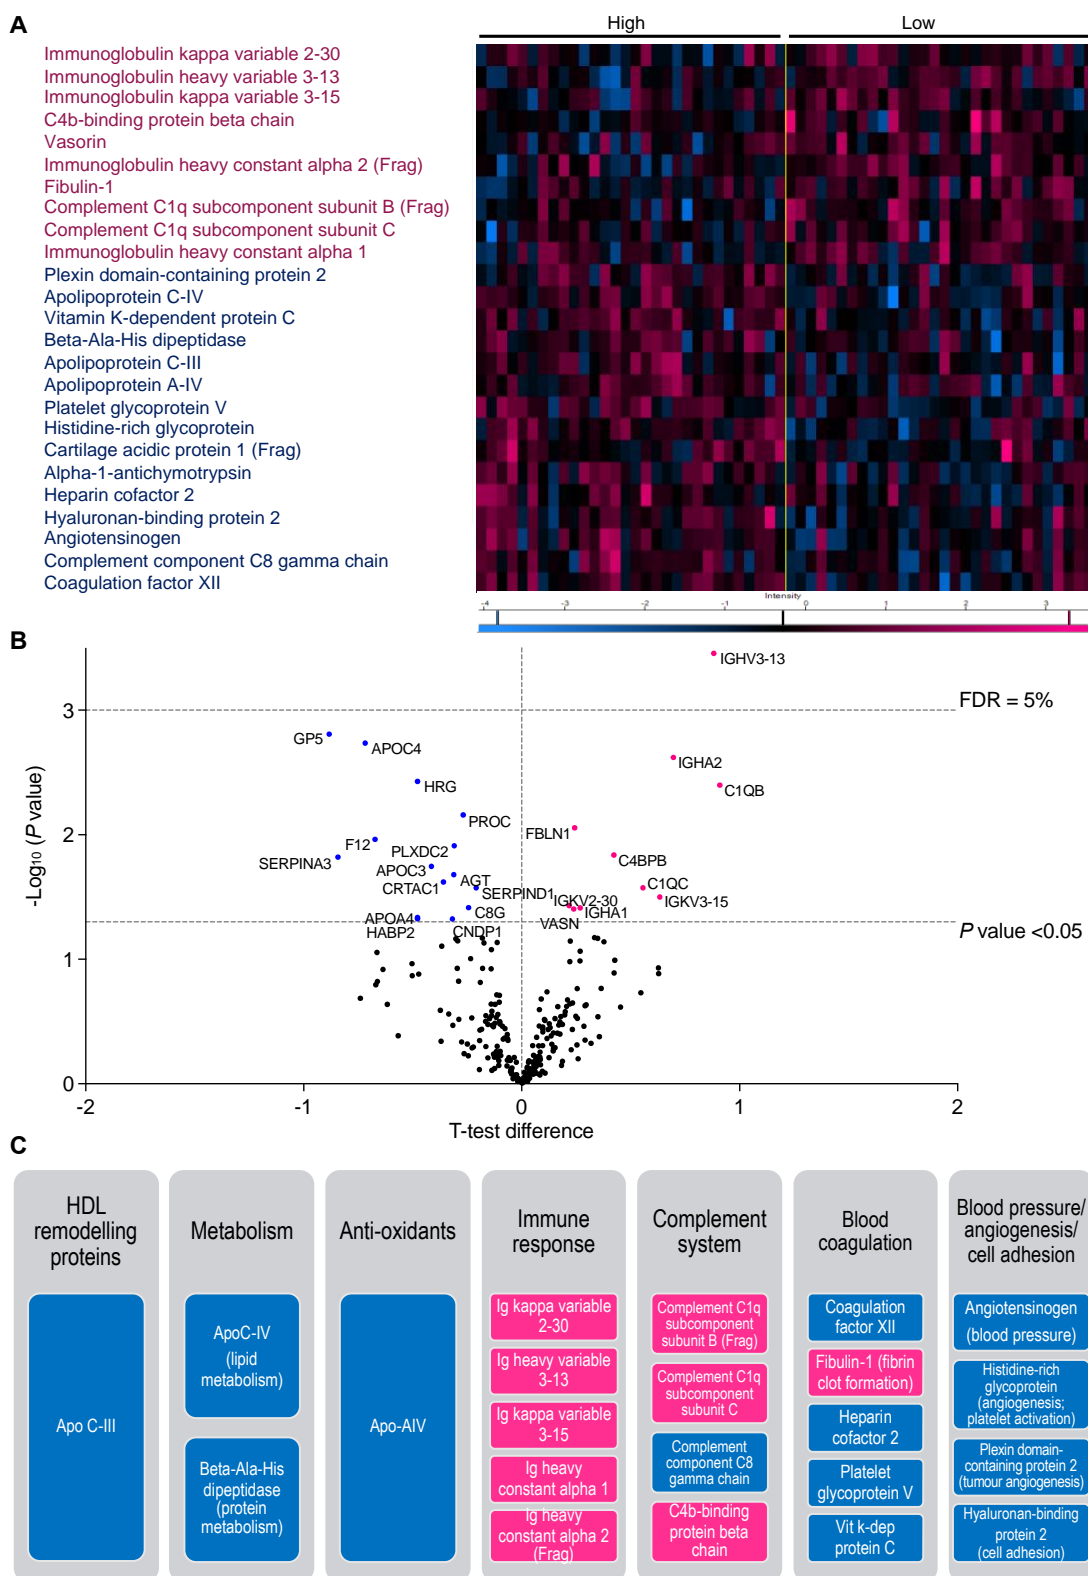 A
High
Low
Immunoglobulin kappa variable 2-30
Immunoglobulin heavy variable 3-13
Immunoglobulin kappa variable 3-15
C4b-binding protein beta chain
Vasorin
Immunoglobulin heavy constant alpha 2 (Frag)
Fibulin-1
Complement C1q subcomponent subunit B (Frag)
Complement C1q subcomponent subunit C
Immunoglobulin heavy constant alpha 1
Plexin domain-containing protein 2
Apolipoprotein C-IV
Vitamin K-dependent protein C
Beta-Ala-His dipeptidase
Apolipoprotein C-III
Apolipoprotein A-IV
Platelet glycoprotein V
Histidine-rich glycoprotein
Cartilage acidic protein 1 (Frag)
Alpha-1-antichymotrypsin
Heparin cofactor 2
Hyaluronan-binding protein 2
Angiotensinogen
Complement component C8 gamma chain
Coagulation factor XII
Intensity
-4 -3 -2 -1 0 1 2 3
B
IGHV3-13
FDR = 5%
3
GP5
APOC4
IGHA2
HRG
C1QB
PROC
FBLN1
2
F12
PLXDC2
C4BPB
SERPINA3
APOC3
AGT
C1QC
CRTAC1
SERPIND1
IGKV2-30
IGKV3-15
APOA4
C8G
IGHA1
HABP2
CNDP1
VASN
P value <0.05
1
0
-Log10 (P value)
-2 -1 0 1 2
T-test difference
C
HDL
remodelling
proteins
Apo C-III
Metabolism
ApoC-IV
(lipid
metabolism)
Beta-Ala-His
dipeptidase
(protein
metabolism)
Anti-oxidants
Apo-AIV
Immune
response
Ig kappa variable
2-30
Ig heavy variable
3-13
Ig kappa variable
3-15
Ig heavy
constant alpha 1
Ig heavy
constant alpha 2
(Frag)
Complement
system
Complement C1q
subcomponent
subunit B (Frag)
Complement C1q
subcomponent
subunit C
Complement
component C8
gamma chain
C4b-binding
protein beta
chain
Blood
coagulation
Coagulation
factor XII
Fibulin-1 (fibrin
clot formation)
Heparin
cofactor 2
Platelet
glycoprotein V
Vit k-dep
protein C
Blood pressure/
angiogenesis/
cell adhesion
Angiotensinogen
(blood pressure)
Histidine-rich
glycoprotein
(angiogenesis;
platelet activation)
Plexin domain-
containing protein 2
(tumour angiogenesis)
Hyaluronan-binding
protein 2
(cell adhesion)